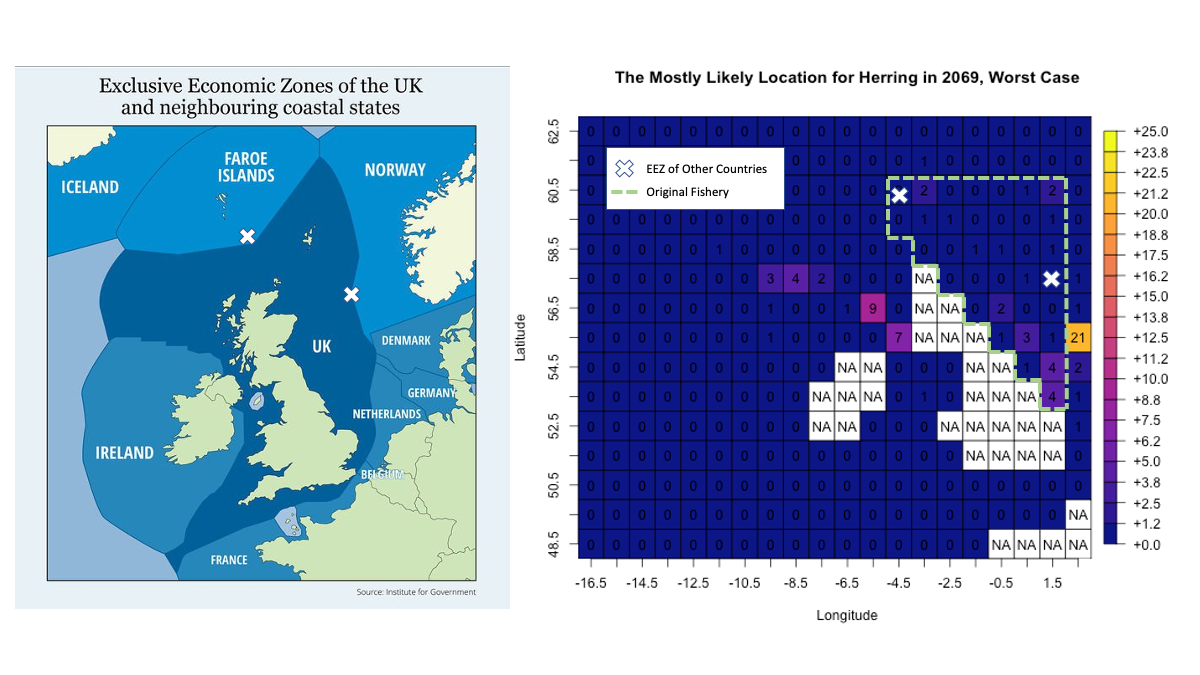 Exclusive Economic Zones of the UK
and neighbouring coastal states
ICELAND
FAROE
ISLANDS
NORWAY
UK
DENMARK
GERMANY
NETHERLANDS
IRELAND
BELGIUM
FRANCE
Source: Institute for Government
The Mostly Likely Location for Herring in 2069, Worst Case
EEZ of Other Countries
Original Fishery
Latitude
62.5
60.5
58.5
56.5
54.5
52.5
50.5
48.5
0 0 0 0 0 0 0 0 0 0 0 0 0 0 0 0 0 0 0 0
0 0 0 0 0 0 1 0 0 0 0 0 0
0 0 0 0 0 2 0 0 0 1 2 0
0 0 0 0 0 0 0 0 0 0 0 0 0 1 1 0 0 0 1 0
0 0 0 0 0 1 0 0 0 0 0 0 0 0 0 1 1 0 1 0
0 0 0 0 0 0 0 3 4 2 0 0 0 NA 0 0 0 1 1
0 0 0 0 0 0 0 1 0 0 1 9 0 NA NA 0 2 0 0 1
0 0 0 0 0 0 0 1 0 0 0 0 7 NA NA NA 1 3 1 21
0 0 0 0 0 0 0 0 0 0 NA NA 0 0 0 NA NA 1 4 2
0 0 0 0 0 0 0 0 0 NA NA NA 0 1 0 NA NA NA 4 1
0 0 0 0 0 0 0 0 0 NA NA 0 0 0 NA NA NA NA NA 1
0 0 0 0 0 0 0 0 0 0 0 0 0 0 0 NA NA NA NA 0
0 0 0 0 0 0 0 0 0 0 0 0 0 0 0 0 0 0 0 0
0 0 0 0 0 0 0 0 0 0 0 0 0 0 0 0 0 0 0 NA
0 0 0 0 0 0 0 0 0 0 0 0 0 0 0 0 NA NA NA NA
-16.5 -14.5 -12.5 -10.5 -8.5 -6.5 -4.5 -2.5 -0.5 1.5
Longitude
+25.0
+23.8
+22.5
+21.2
+20.0
+18.8
+17.5
+16.2
+15.0
+13.8
+12.5
+11.2
+10.0
+8.8
+7.5
+6.2
+5.0
+3.8
+2.5
+1.2
+0.0